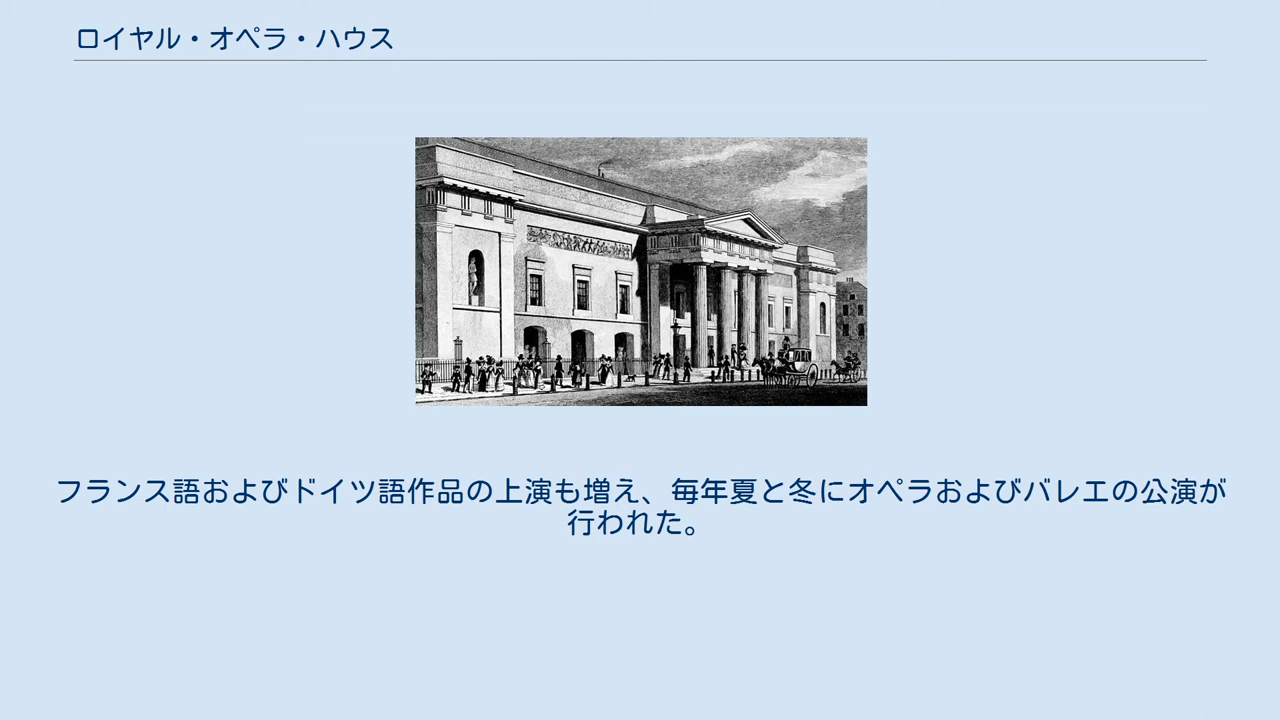 ロイヤル・オペラ・ハウス
フランス語およびドイツ語作品の上演も増え、毎年夏と冬にオペラおよびバレエの公演が
行われた。